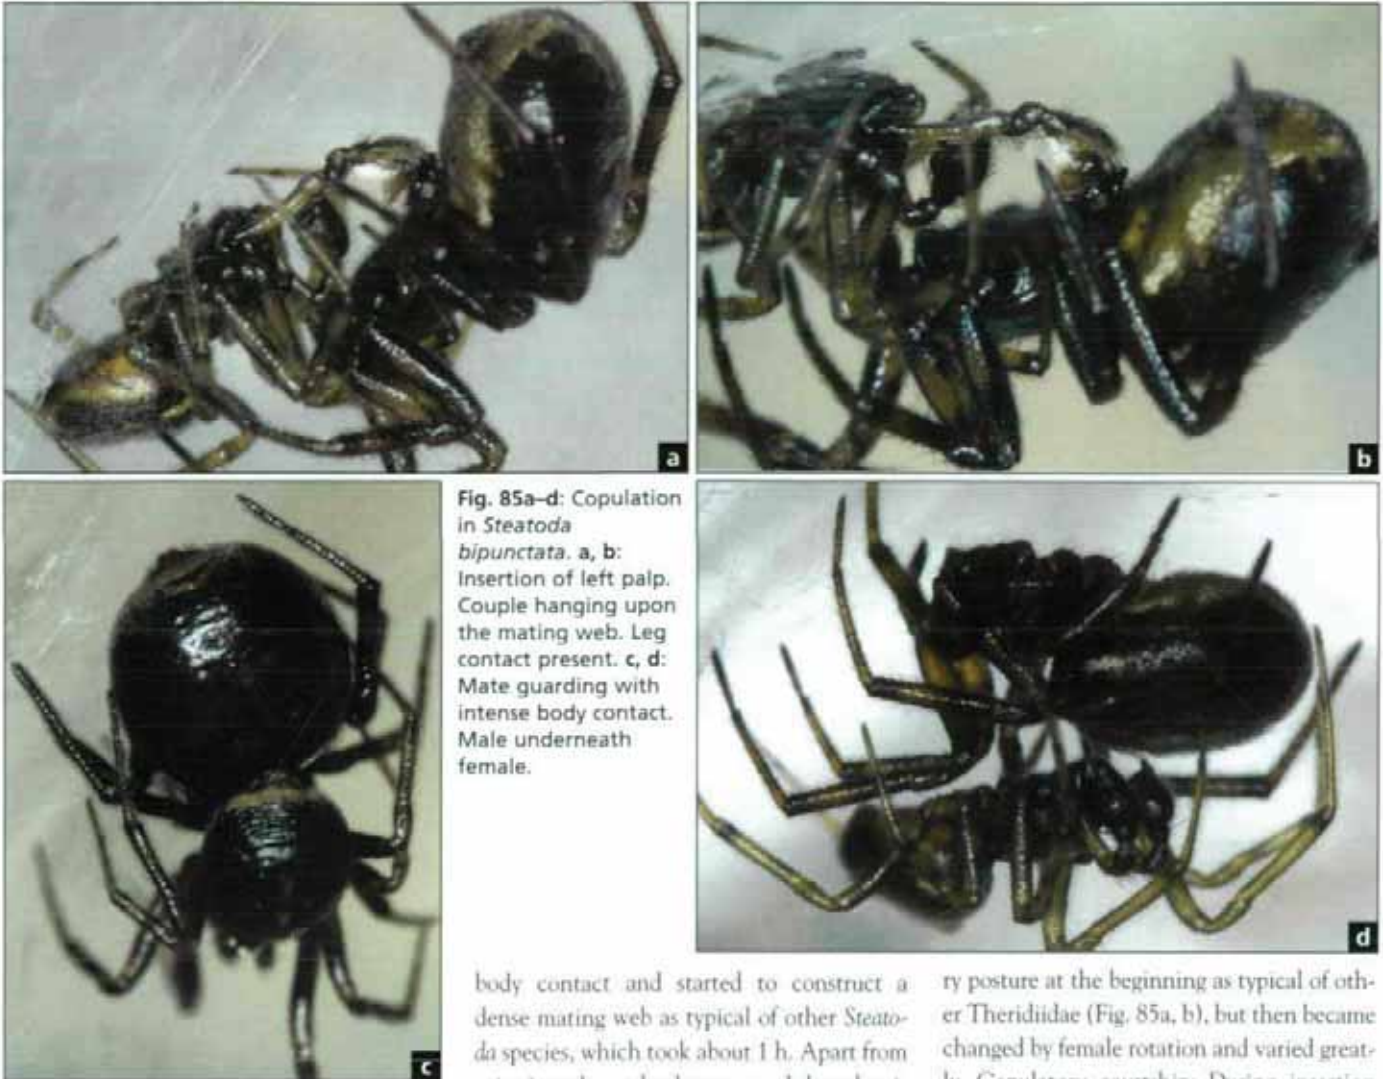 a
b
Fig. 85a–d: Copulation
in Steatoda
bipunctata. a, b:
Insertion of left palp.
Couple hanging upon
the mating web. Leg
contact present. c, d:
Mate guarding with
intense body contact.
Male underneath
female.
c
d
body contact and started to construct a
dense mating web as typical of other Steato-
da species, which took about 1 h. Apart from
ry posture at the beginning as typical of oth-
er Theridiidae (Fig. 85a, b), but then became
changed by female rotation and varied great-